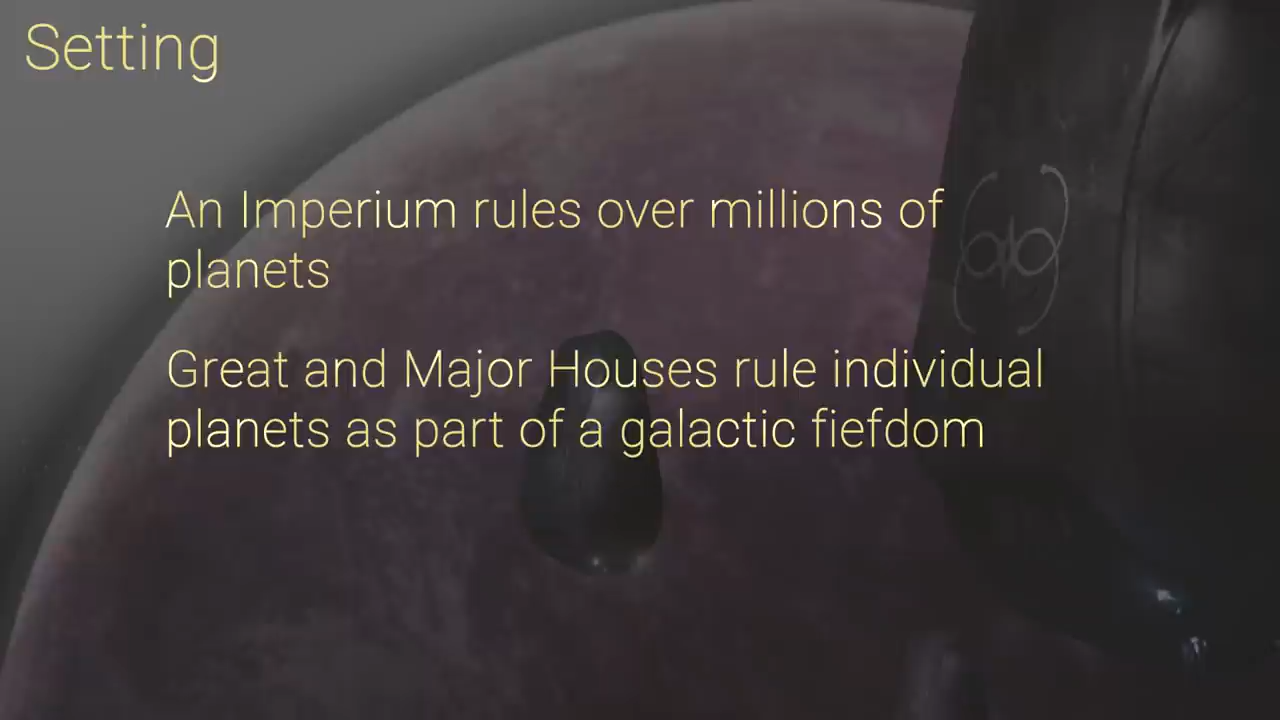 Setting
An Imperium rules over millions of
planets
Great and Major Houses rule individual
planets as part of a galactic fiefdom